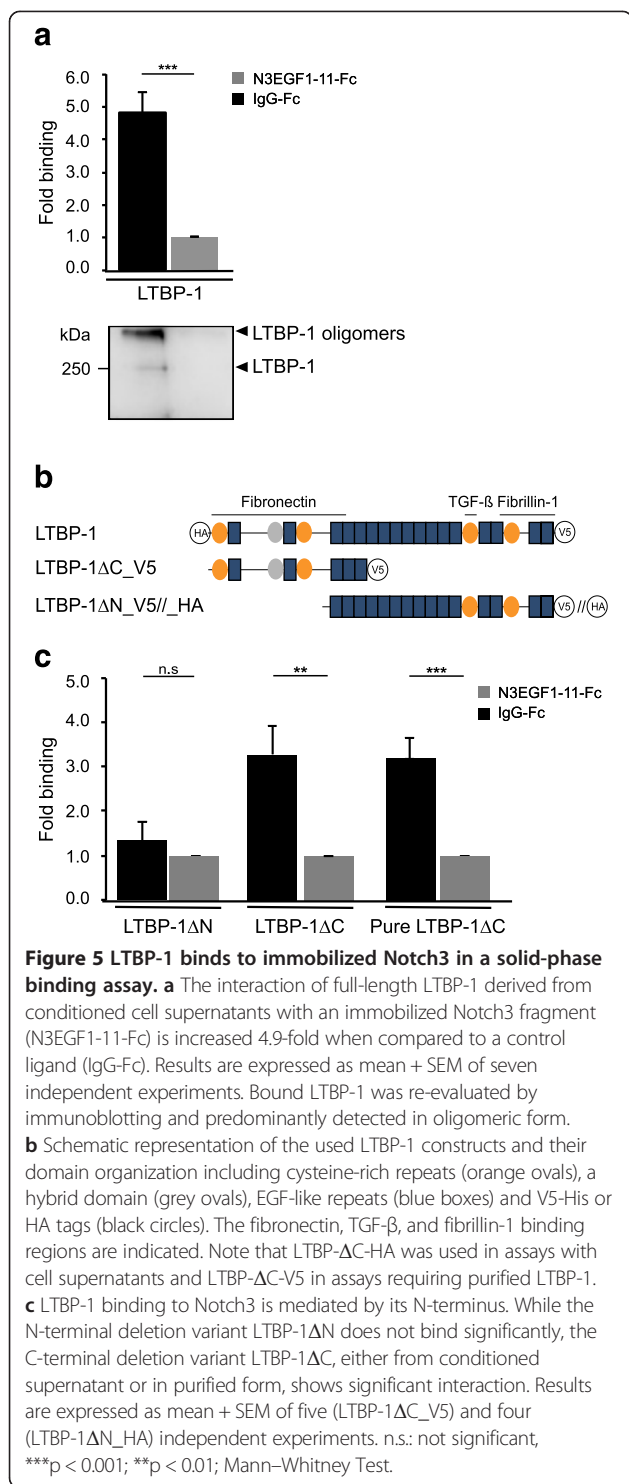 a
***
N3EGF1-11-Fc
IgG-Fc
6.0
5.0
4.0
3.0
2.0
1.0
0.0
Fold binding
LTBP-1
kDa
LTBP-1 oligomers
250
LTBP-1
b
Fibronectin
TGF-ß Fibrillin-1
LTBP-1
HA
V5
LTBP-1ΔC_V5
V5
LTBP-1ΔN_V5//_HA
V5 // HA
c
n.s
**
***
N3EGF1-11-Fc
IgG-Fc
5.0
4.0
3.0
2.0
1.0
0.0
Fold binding
LTBP-1ΔN
LTBP-1ΔC
Pure LTBP-1ΔC
Figure 5 LTBP-1 binds to immobilized Notch3 in a solid-phase
binding assay. a The interaction of full-length LTBP-1 derived from
conditioned cell supernatants with an immobilized Notch3 fragment
(N3EGF1-11-Fc) is increased 4.9-fold when compared to a control
ligand (IgG-Fc). Results are expressed as mean + SEM of seven
independent experiments. Bound LTBP-1 was re-evaluated by
immunoblotting and predominantly detected in oligomeric form.
b Schematic representation of the used LTBP-1 constructs and their
domain organization including cysteine-rich repeats (orange ovals), a
hybrid domain (grey ovals), EGF-like repeats (blue boxes) and V5-His or
HA tags (black circles). The fibronectin, TGF-β, and fibrillin-1 binding
regions are indicated. Note that LTBP-ΔC-HA was used in assays with
cell supernatants and LTBP-ΔC-V5 in assays requiring purified LTBP-1.
c LTBP-1 binding to Notch3 is mediated by its N-terminus. While the
N-terminal deletion variant LTBP-1ΔN does not bind significantly, the
C-terminal deletion variant LTBP-1ΔC, either from conditioned
supernatant or in purified form, shows significant interaction. Results
are expressed as mean + SEM of five (LTBP-1ΔC_V5) and four
(LTBP-1ΔN_HA) independent experiments. n.s.: not significant,
***p < 0.001; **p < 0.01; Mann–Whitney Test.